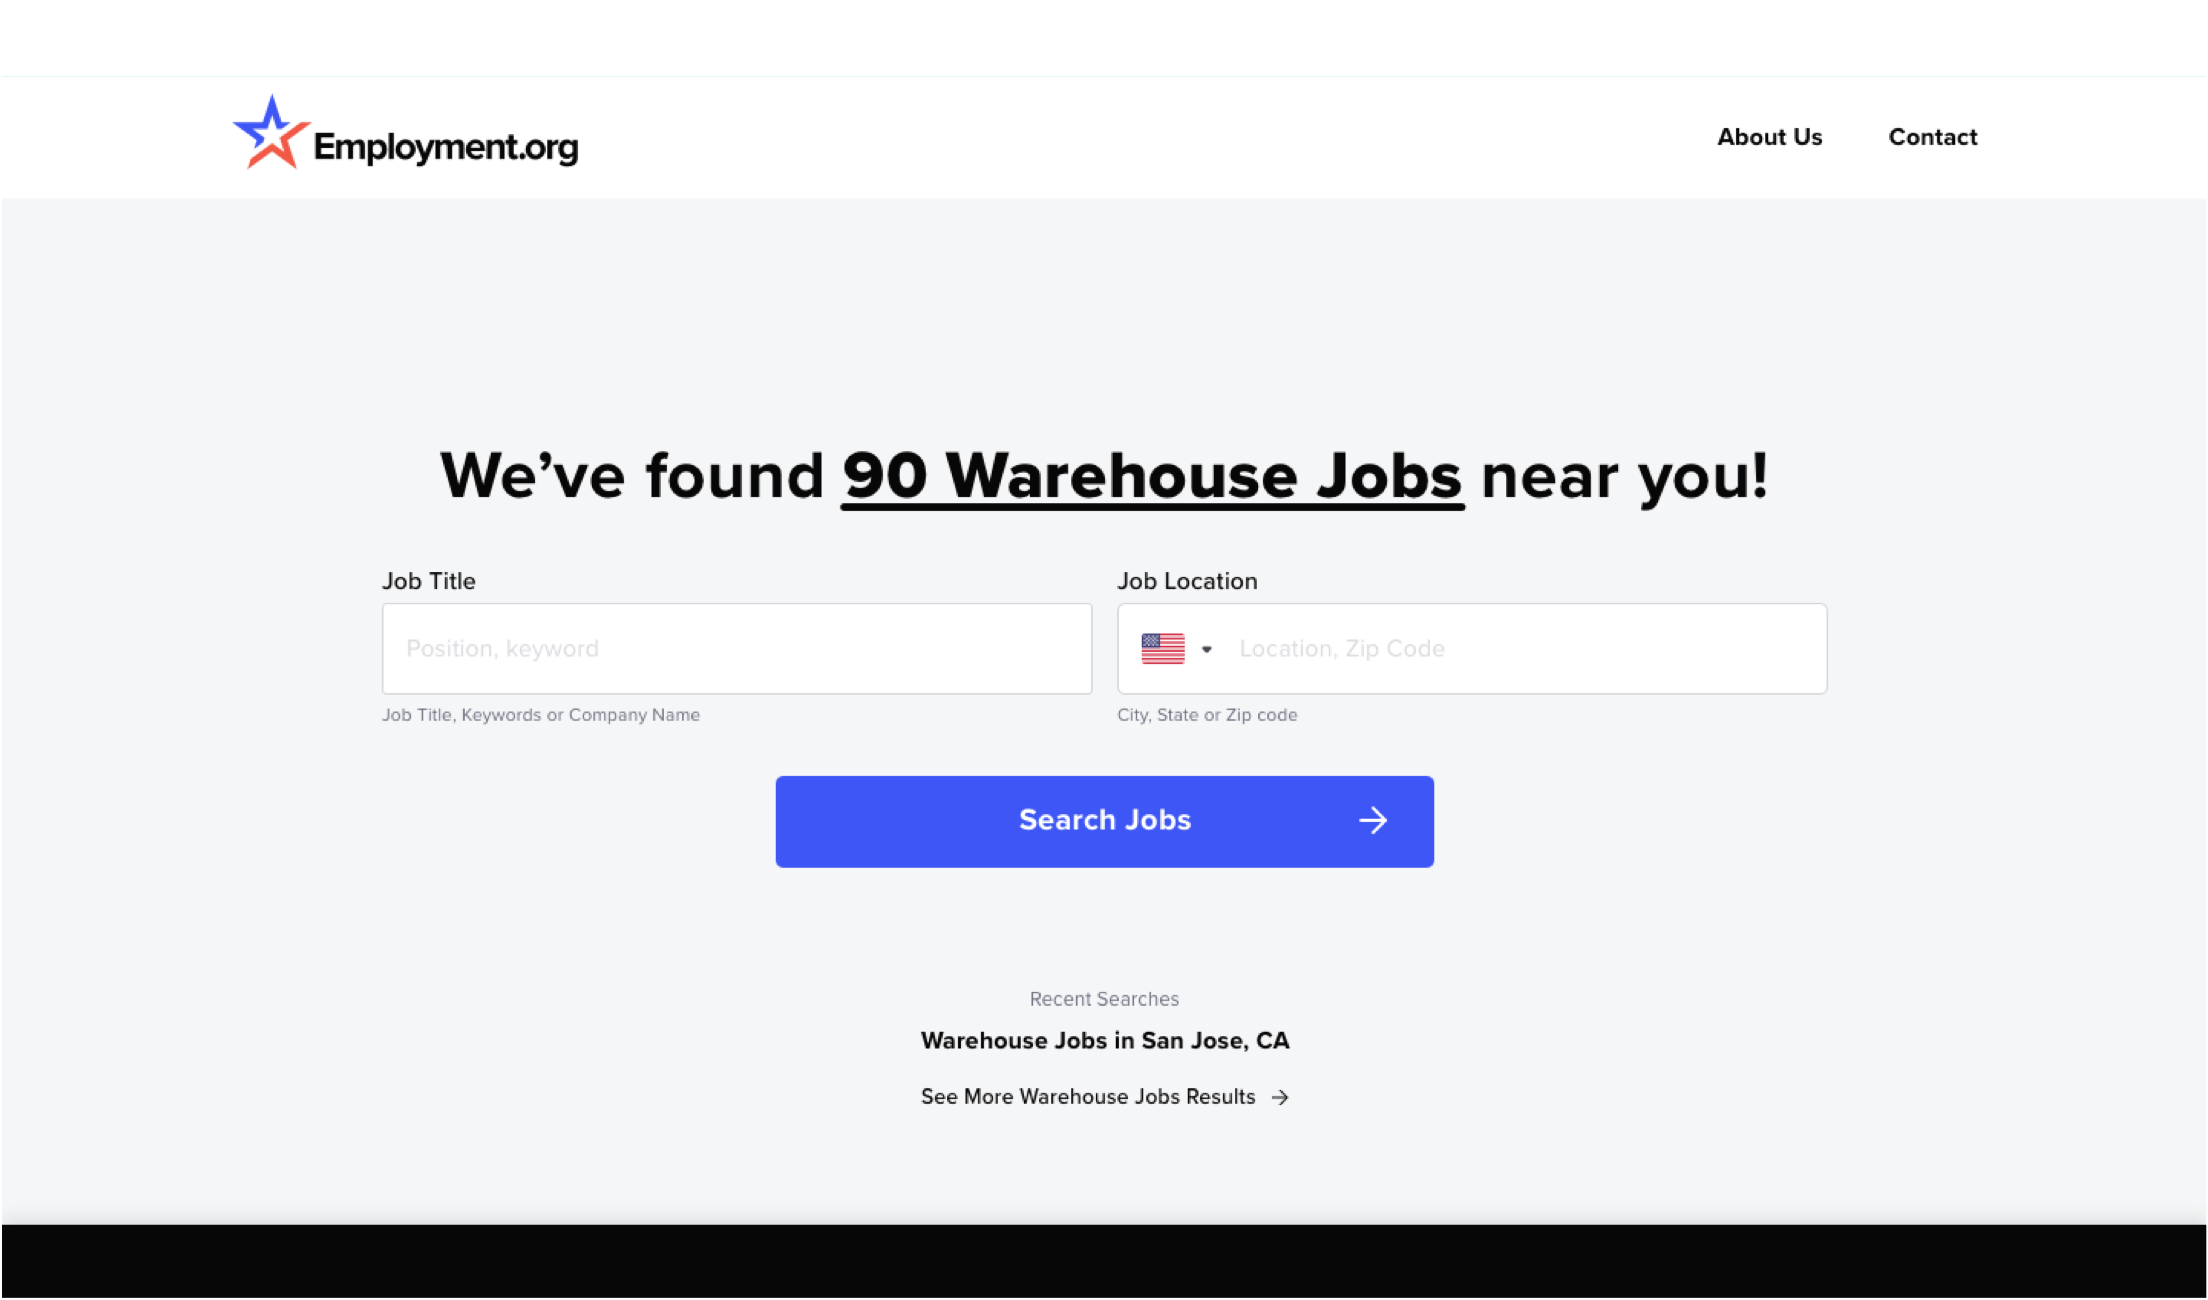 Employment.org
About Us
Contact
We’ve found 90 Warehouse Jobs near you!
Job Title
Job Location
Position, keyword
Location, Zip Code
Job Title, Keywords or Company Name
City, State or Zip code
Search Jobs
Recent Searches
Warehouse Jobs in San Jose, CA
See More Warehouse Jobs Results